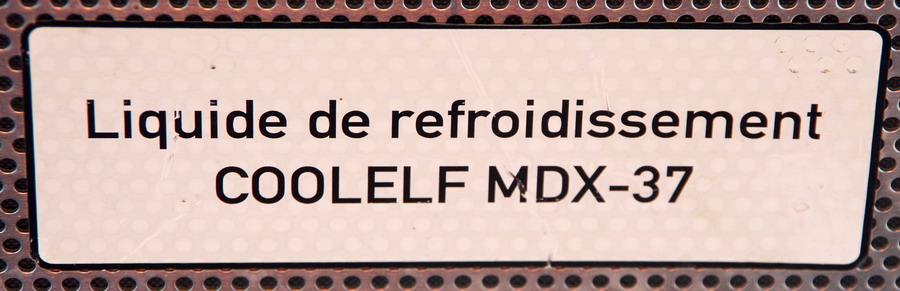 Liquide de refroidissement
COOLELF MDX-37